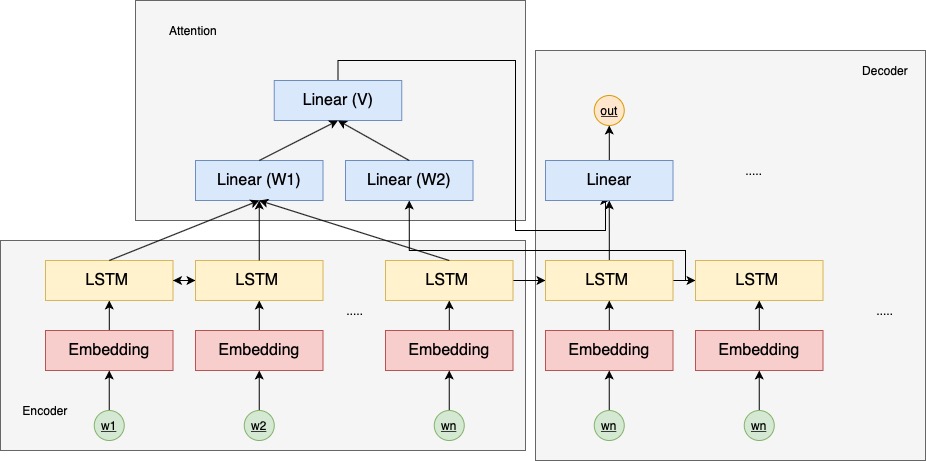 Attention
Decoder
Linear (V)
out
Linear (W1)
Linear (W2)
Linear
.....
LSTM
LSTM
LSTM
LSTM
LSTM
.....
.....
Embedding
Embedding
Embedding
Embedding
Embedding
Encoder
w1
w2
wn
wn
wn